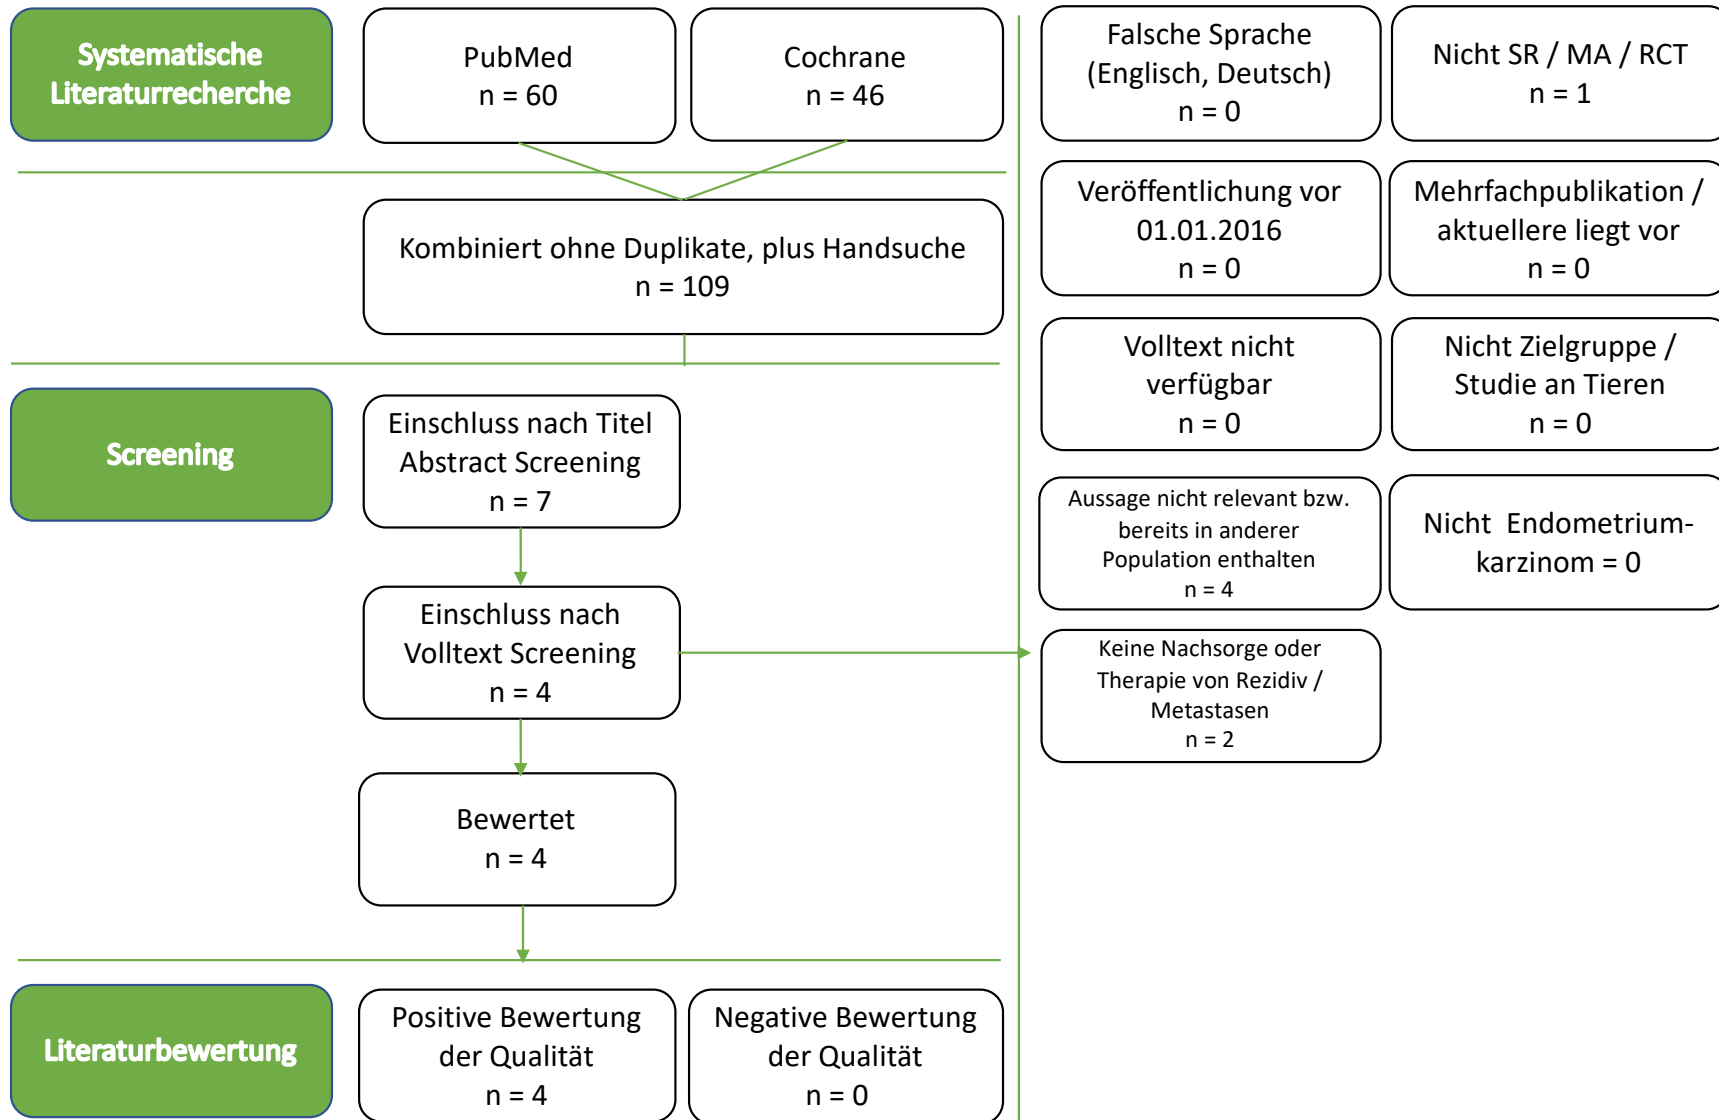 Systematische
Literaturrecherche
PubMed
n = 60
Cochrane
n = 46
Kombiniert ohne Duplikate, plus Handsuche
n = 109
Screening
Einschluss nach Titel
Abstract Screening
n = 7
Einschluss nach
Volltext Screening
n = 4
Bewertet
n = 4
Literaturbewertung
Positive Bewertung
der Qualität
n = 4
Negative Bewertung
der Qualität
n = 0
Falsche Sprache
(Englisch, Deutsch)
n = 0
Nicht SR / MA / RCT
n = 1
Veröffentlichung vor
01.01.2016
n = 0
Mehrfachpublikation /
aktuellere liegt vor
n = 0
Volltext nicht
verfügbar
n = 0
Nicht Zielgruppe /
Studie an Tieren
n = 0
Aussage nicht relevant bzw.
bereits in anderer
Population enthalten
n = 4
Nicht  Endometrium-
karzinom = 0
Keine Nachsorge oder
Therapie von Rezidiv /
Metastasen
n = 2